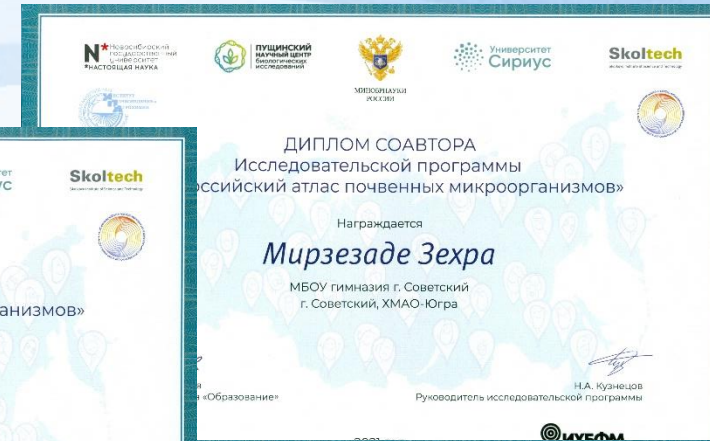 Новосибирский
государственный
университет
*НАСТОЯЩАЯ НАУКА
ПУЩИНСКИЙ
НАУЧНЫЙ ЦЕНТР
биологических
исследований
МИНОБРНАУКИ
РОССИИ
Университет
Сириус
Skoltech
ДИПЛОМ СОАВТОРА
Исследовательской программы
оссийский атлас почвенных микроорганизмов»
Награждается
Мирзезаде Зехра
МБОУ гимназия г. Советский
г. Советский, ХМАО-Югра
Н.А. Кузнецов
Руководитель исследовательской программы
«Образование»
ИХБФМ
Skoltech
анизмов»